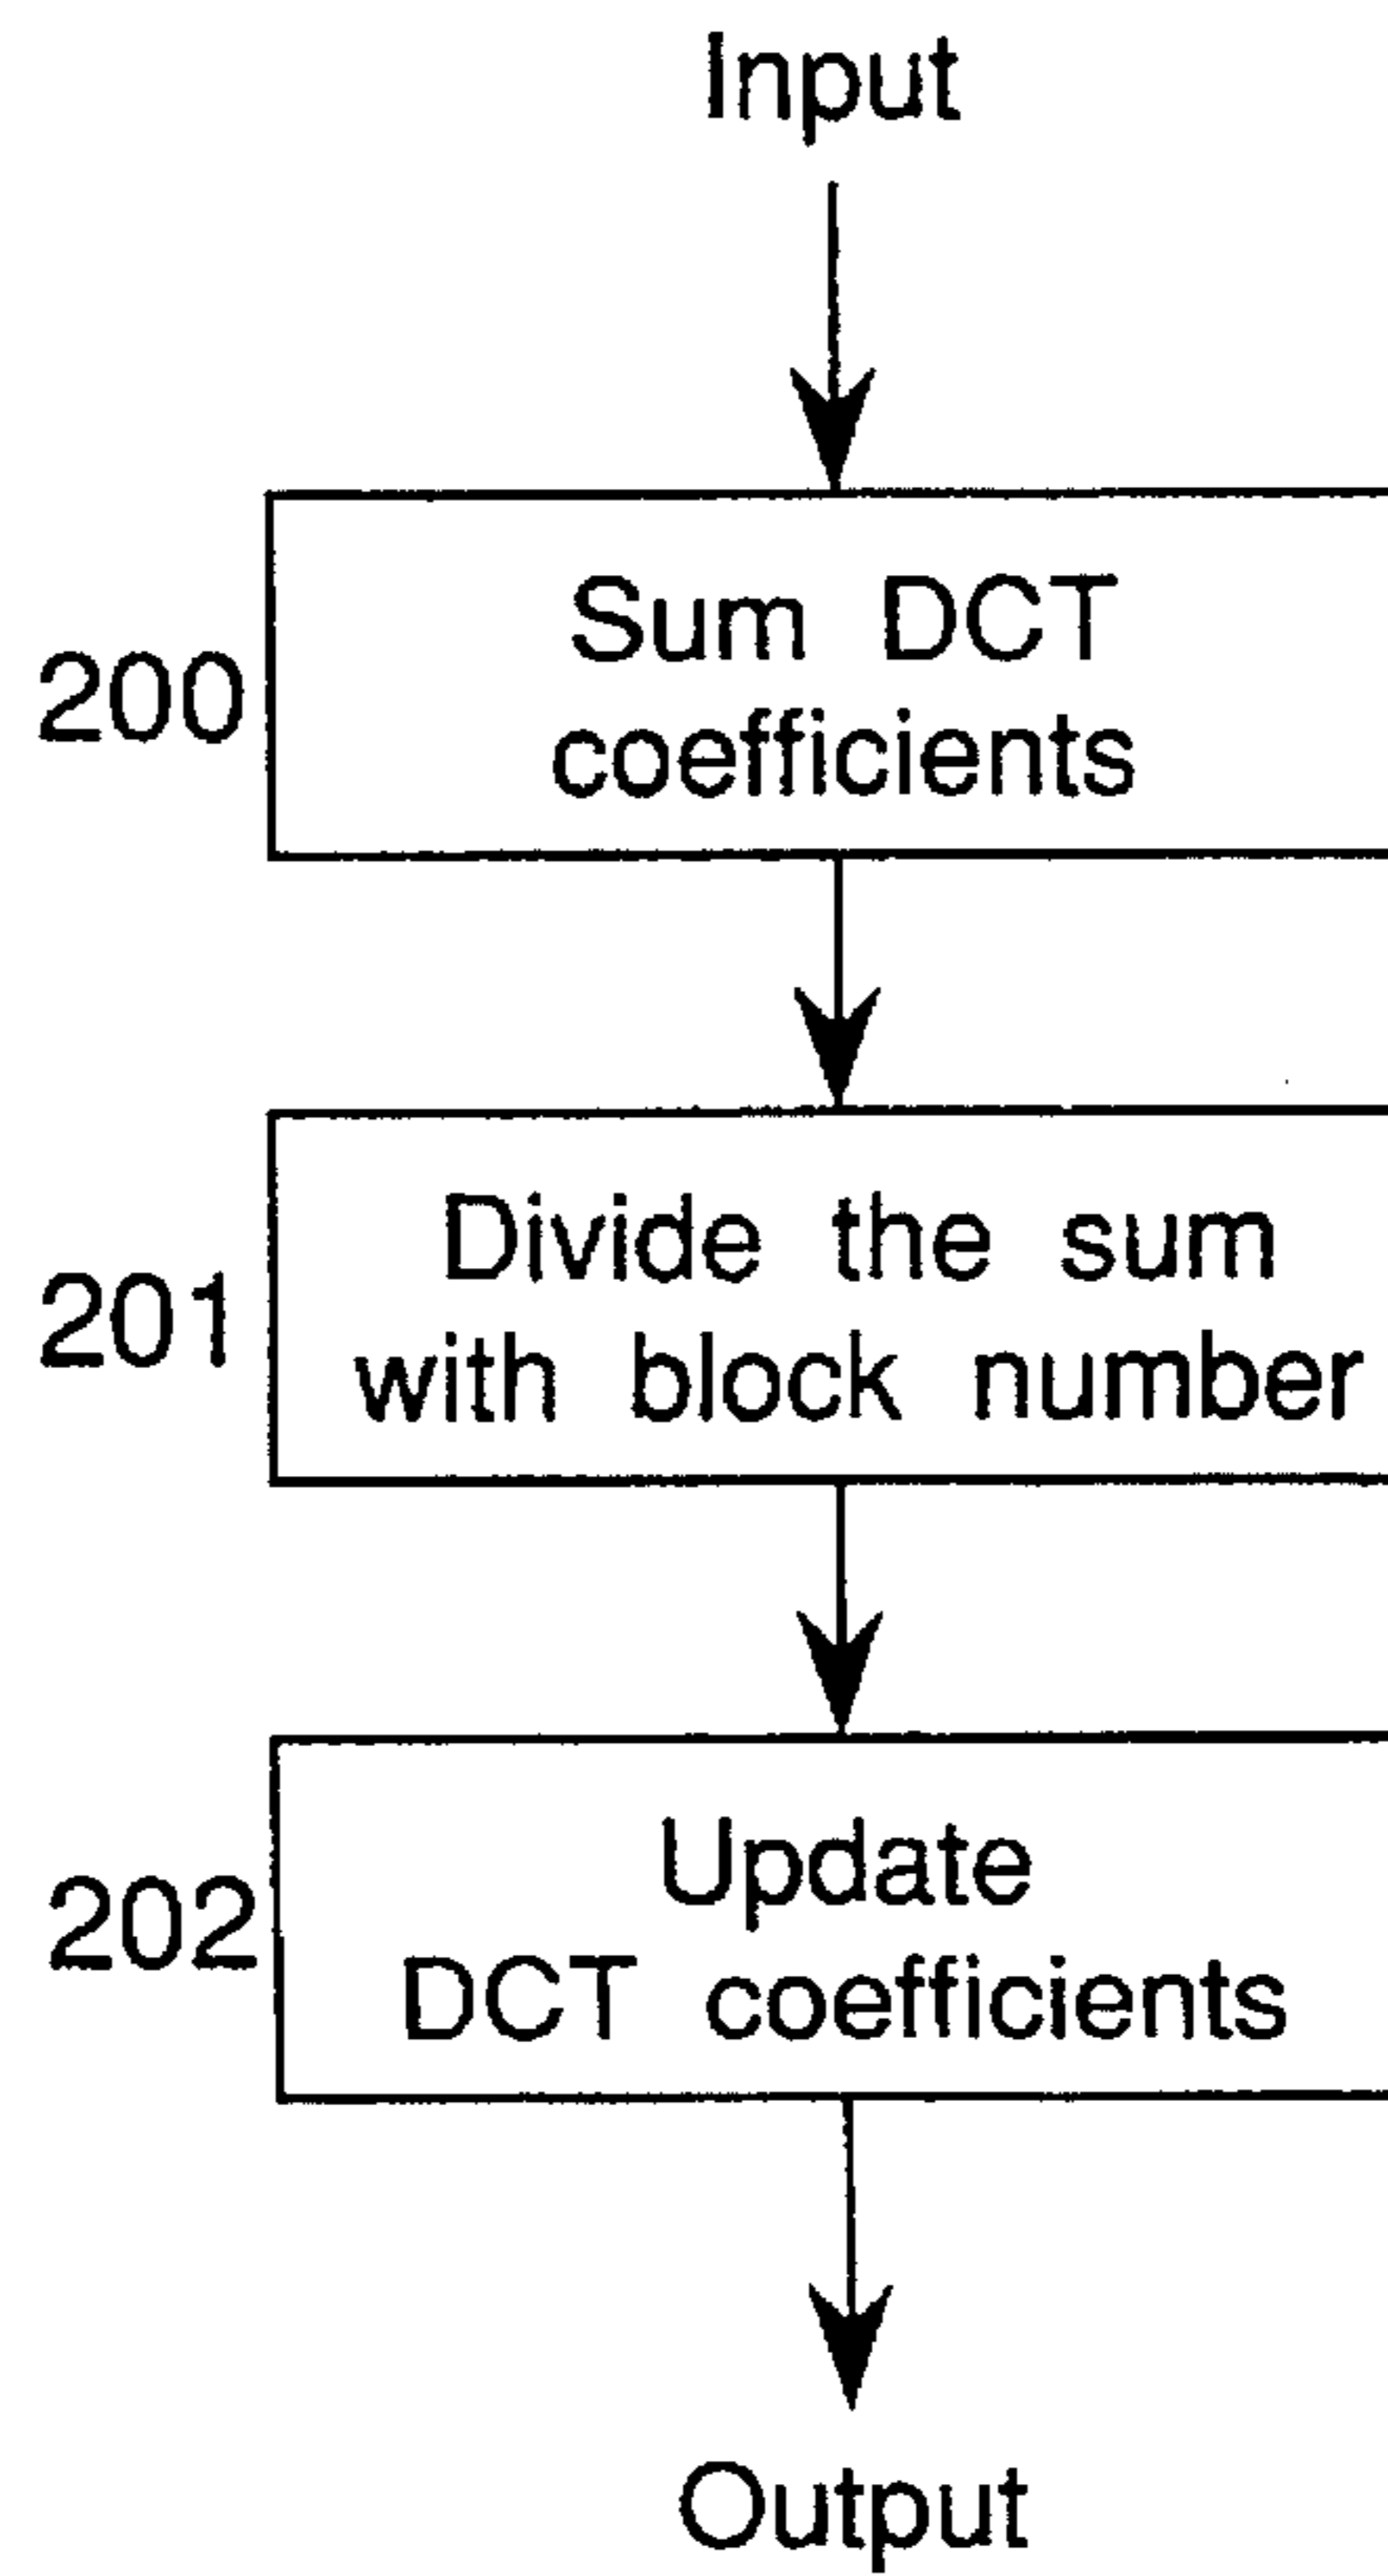 Input
200
Sum DCT
coefficients
201
Divide the sum
with block number
202
Update
DCT coefficients
Output